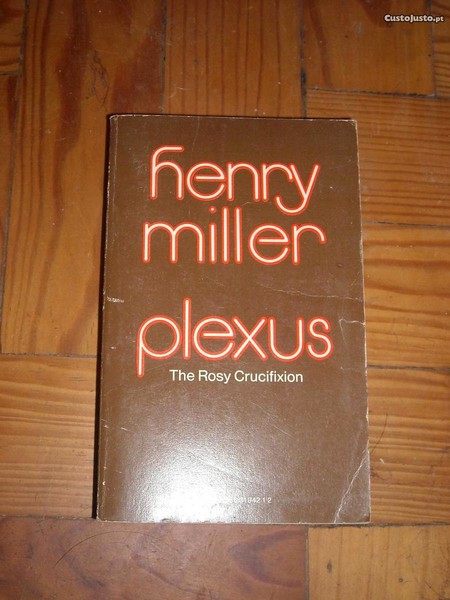 CustoJusto.pt
henry
miller
plexus
The Rosy Crucifixion